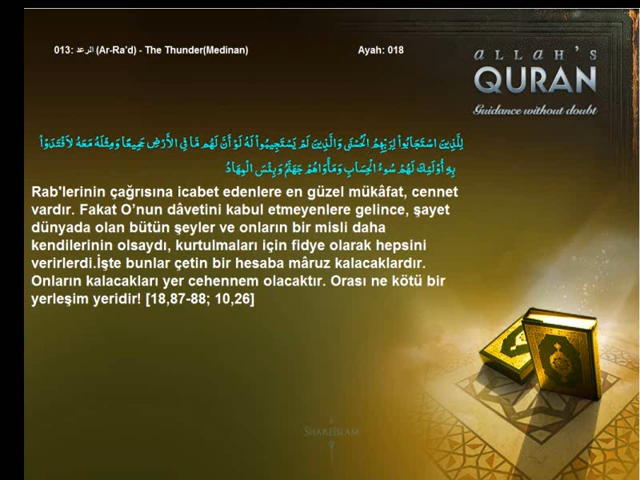 013: الرعد (Ar-Ra'd) - The Thunder(Medinan) Ayah: 018
ALLAH'S
QURAN
Guidance without doubt
لِلَّذِينَ اسْتَجَابُواْ لِرَبِّهِمُ الْحُسْنَى وَالَّذِينَ لَمْ يَسْتَجِيبُواْ لَهُ لَوْ أَنَّ لَهُم مَّا فِي الأَرْضِ جَمِيعًا وَمِثْلَهُ مَعَهُ لاَفْتَدَوْاْ
بِهِ أُوْلَئِكَ لَهُمْ سُوءُ الْحِسَابِ وَمَأْوَاهُمْ جَهَنَّمُ وَبِئْسَ الْمِهَادُ
Rab'lerinin çağrısına icabet edenlere en güzel mükâfat, cennet
vardır. Fakat O'nun dâvetini kabul etmeyenlere gelince, şayet
dünyada olan bütün şeyler ve onların bir misli daha
kendilerinin olsaydı, kurtulmaları için fidye olarak hepsini
verirlerdi.İşte bunlar çetin bir hesaba mâruz kalacaklardır.
Onların kalacakları yer cehennem olacaktır. Orası ne kötü bir
yerleşim yeridir! [18,87-88; 10,26]
SHAREISLAM